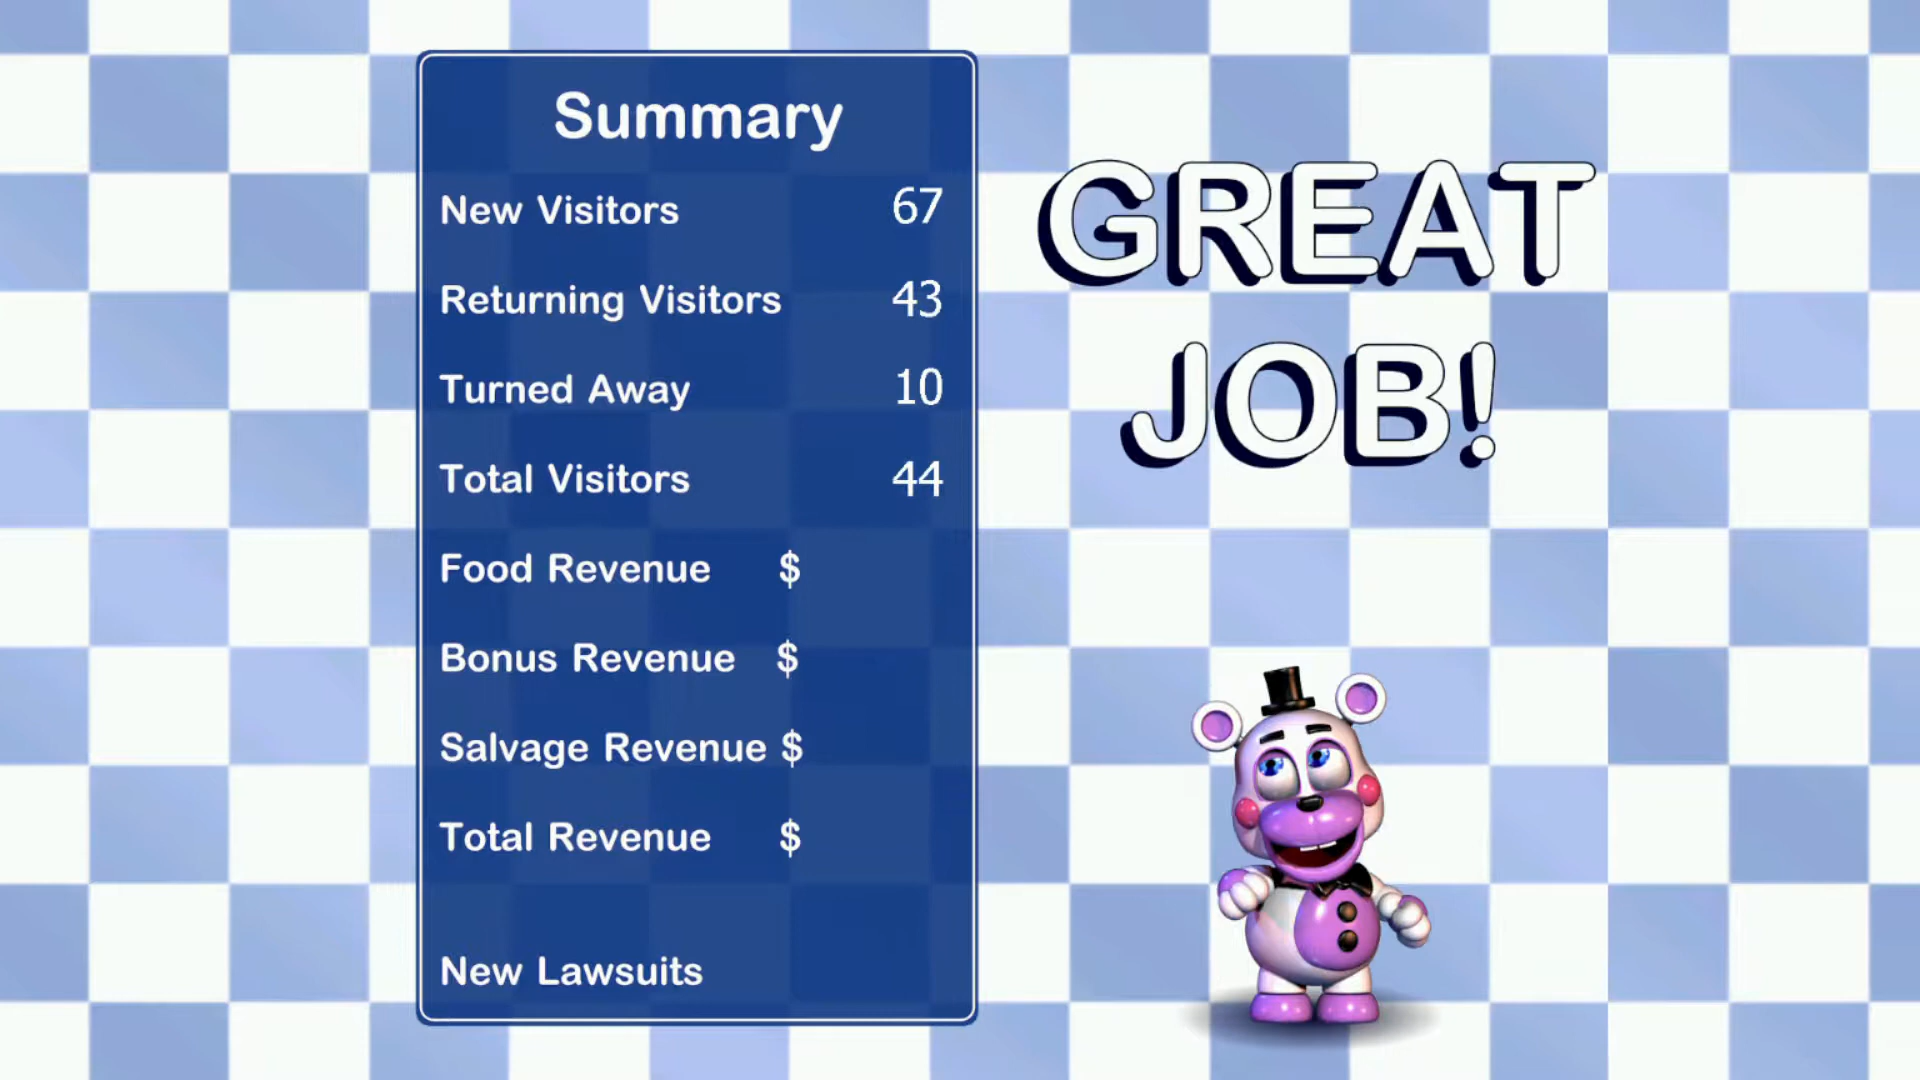 Summary
New Visitors 67
Returning Visitors 43
Turned Away 10
Total Visitors 44
Food Revenue $
Bonus Revenue $
Salvage Revenue $
Total Revenue $
New Lawsuits
GREAT
JOB!